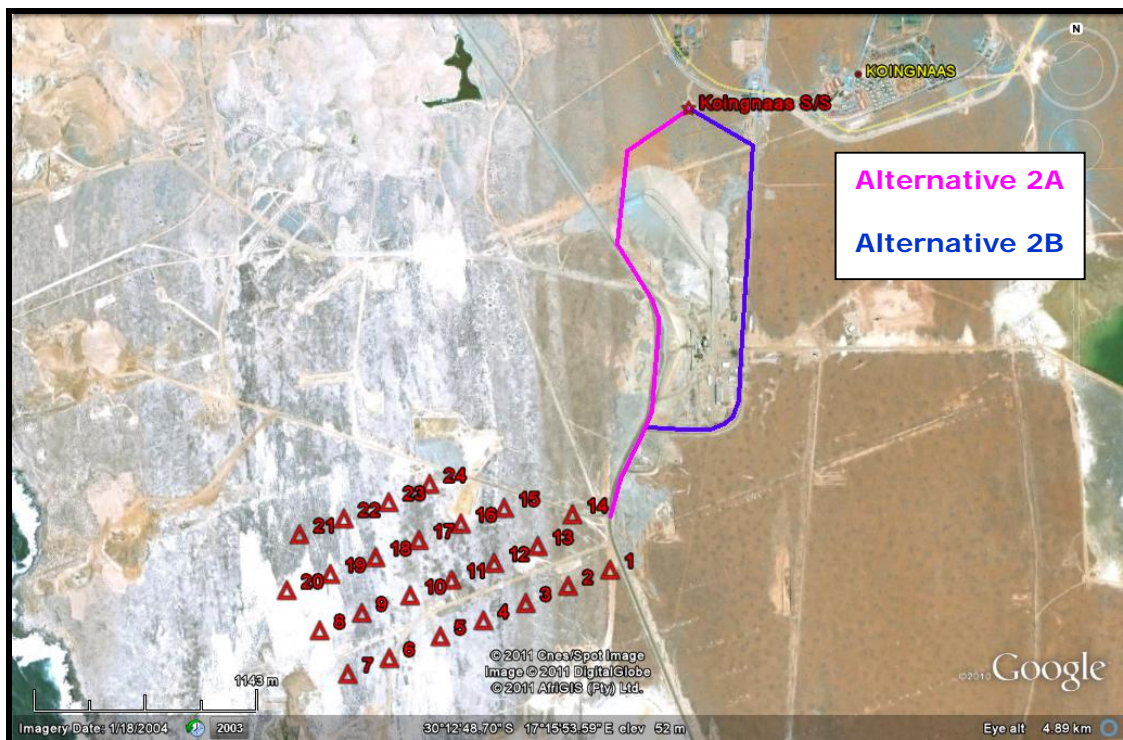 N
KOINGNAAS
Koingnaas S/S
Alternative 2A
Alternative 2B
24
23
22
21
15
14
16
17
13
18
12
19
11
1
20
10
2
9
3
8
4
5
6
7
© 2011 Cnes/Spot Image
Image © 2011 DigitalGlobe
© 2011 AfriGIS (Pty) Ltd.
©2010 Google
1143 m
Imagery Date: 1/18/2004 2003 30°12'48.70" S 17°15'53.59" E elev 52 m Eye alt 4.89 km